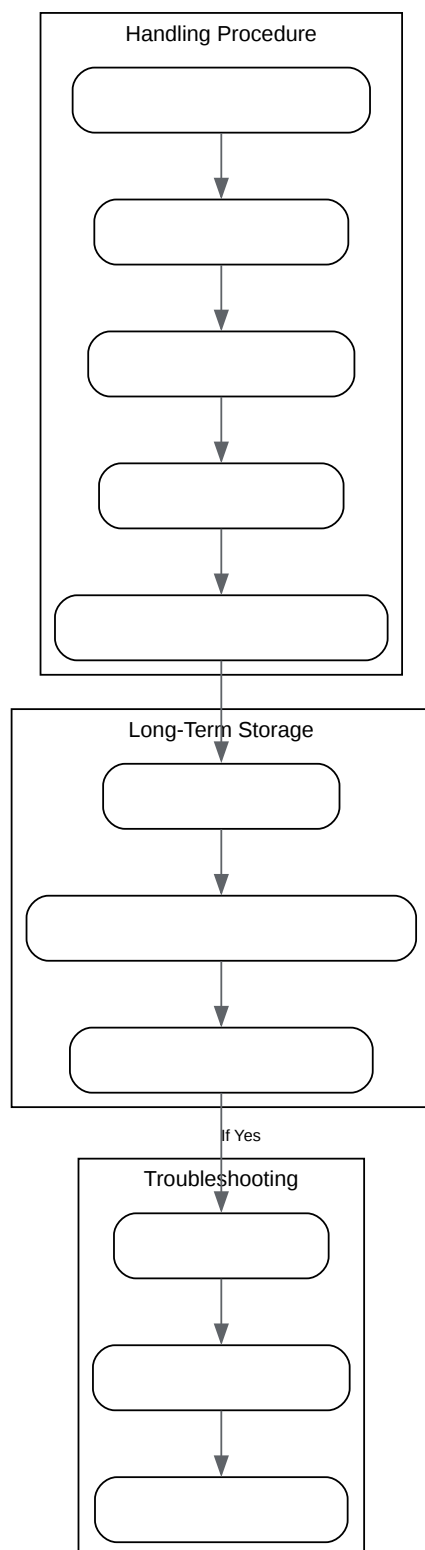 Handling Procedure
Long-Term Storage
If Yes
Troubleshooting